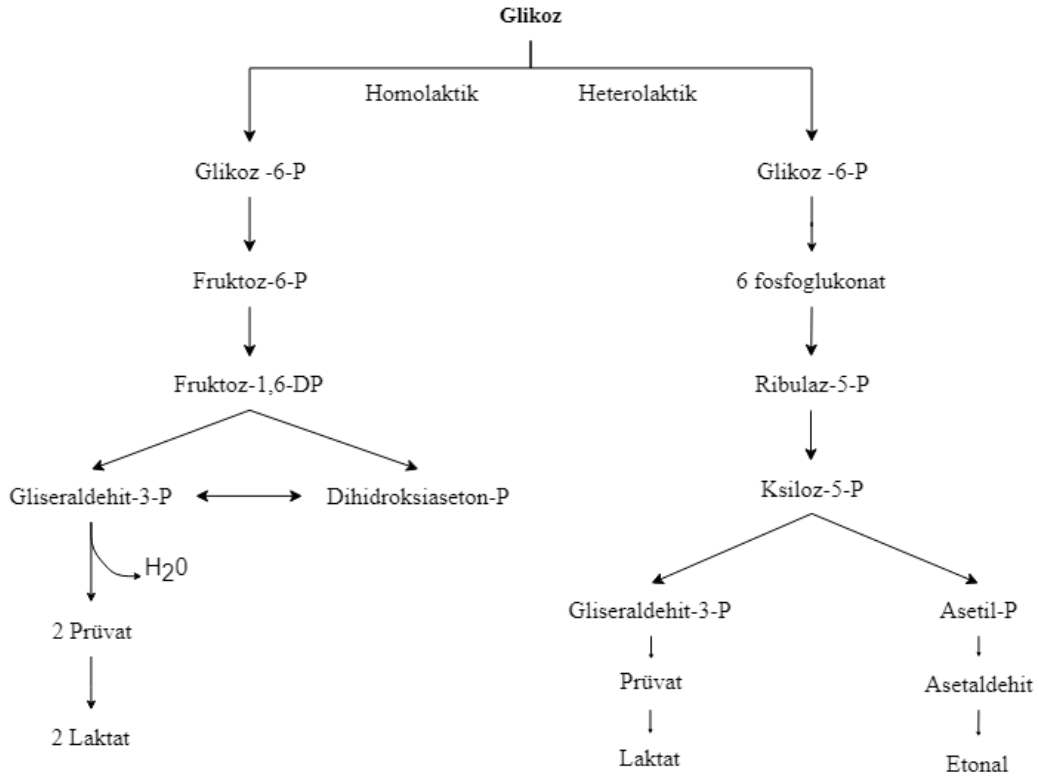 Glikoz
Homolaktik
Heterolaktik
Glikoz -6-P
Glikoz -6-P
Fruktoz-6-P
6 fosfoglukonat
Fruktoz-1,6-DP
Ribulaz-5-P
Gliseraldehit-3-P
Dihidroksiaseton-P
Ksiloz-5-P
H20
Gliseraldehit-3-P
Asetil-P
2 Prüvat
Prüvat
Asetaldehit
2 Laktat
Laktat
Etonal